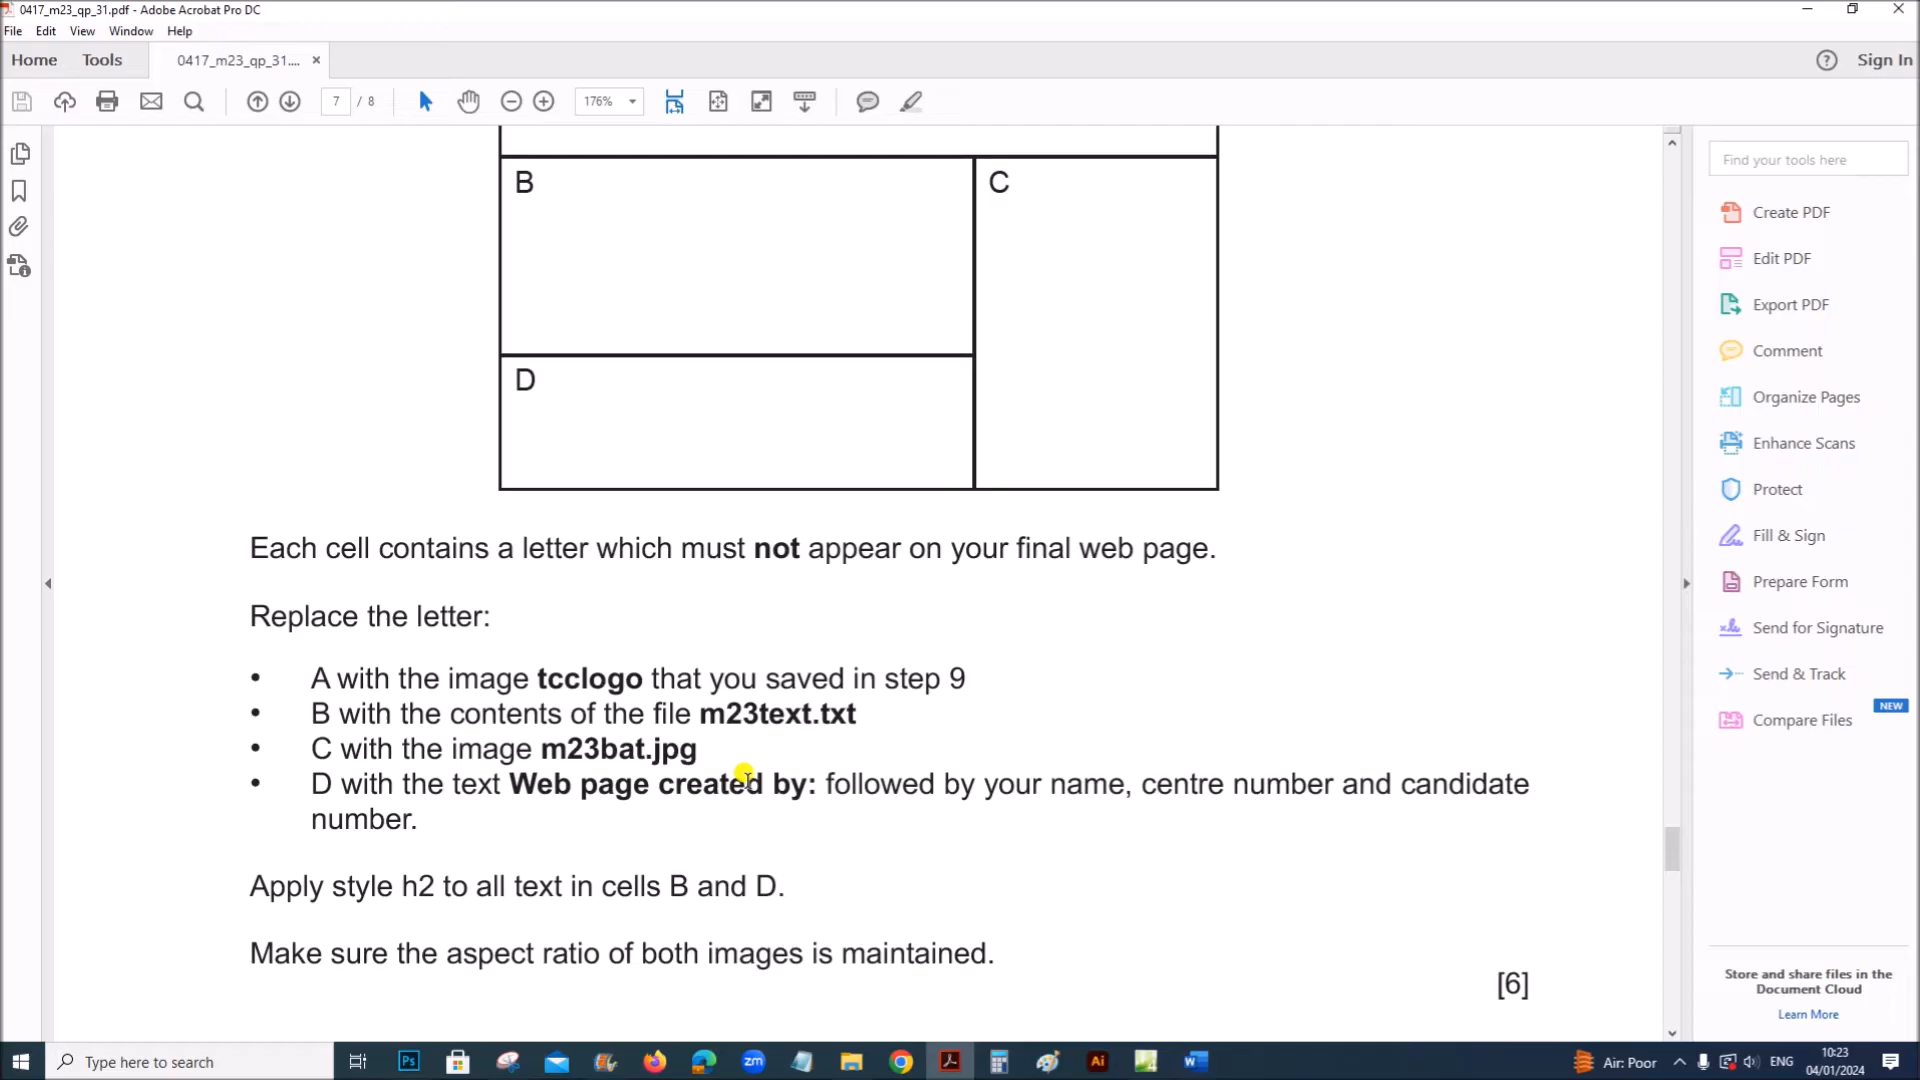 0417_m23_qp_31.pdf - Adobe Acrobat Pro DC
File Edit View Window Help
Home Tools 0417_m23_qp_31.... × Sign In
7 / 8 176%
B C
D
Each cell contains a letter which must not appear on your final web page.
Replace the letter:
• A with the image tcclogo that you saved in step 9
• B with the contents of the file m23text.txt
• C with the image m23bat.jpg
• D with the text Web page created by: followed by your name, centre number and candidate
number.
Apply style h2 to all text in cells B and D.
Make sure the aspect ratio of both images is maintained.
[6]
Find your tools here
Create PDF
Edit PDF
Export PDF
Comment
Organize Pages
Enhance Scans
Protect
Fill & Sign
Prepare Form
Send for Signature
Send & Track
NEW
Compare Files
Store and share files in the
Document Cloud
Learn More
Type here to search
Ps
zm
Ai
W
Air: Poor
ENG
10:23
04/01/2024